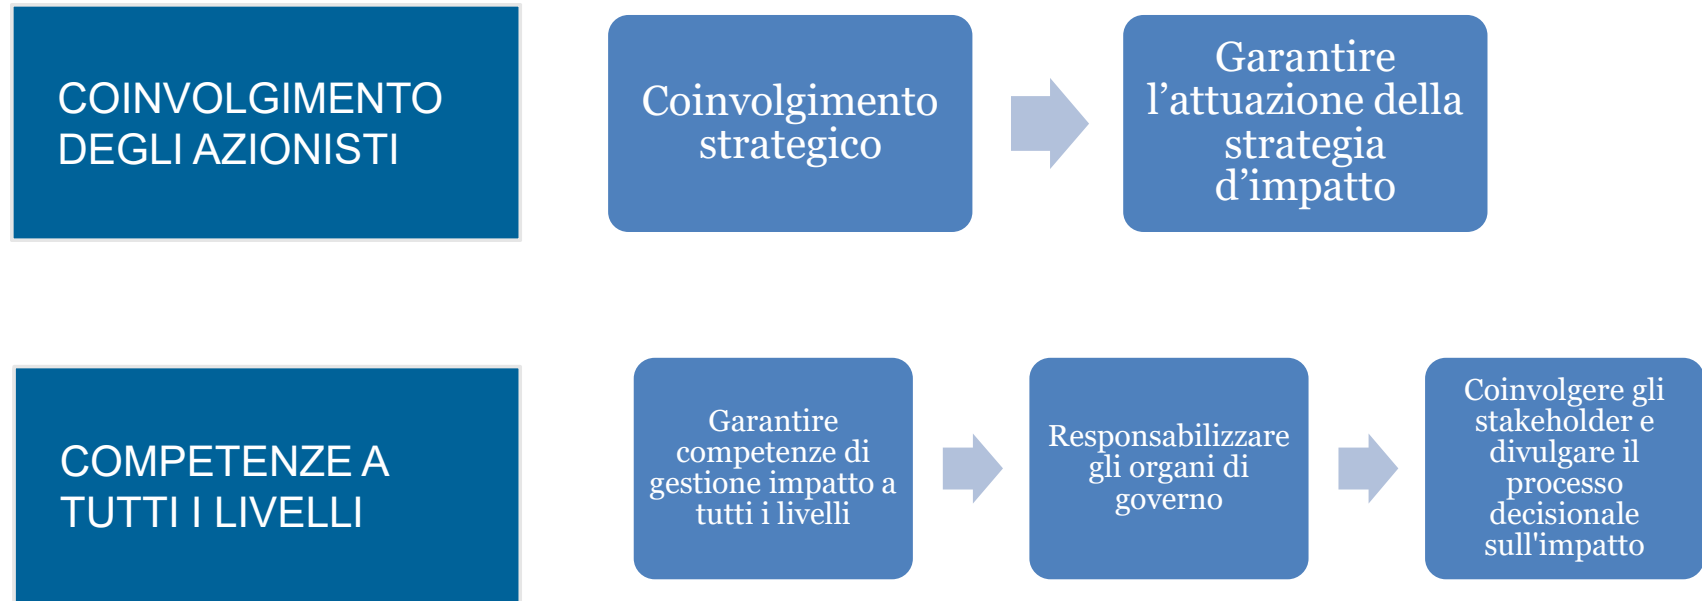 COINVOLGIMENTO
DEGLI AZIONISTI
Coinvolgimento
strategico
Garantire
l’attuazione della
strategia
d’impatto
COMPETENZE A
TUTTI I LIVELLI
Garantire
competenze di
gestione impatto a
tutti i livelli
Responsabilizzare
gli organi di
governo
Coinvolgere gli
stakeholder e
divulgare il
processo
decisionale
sull'impatto